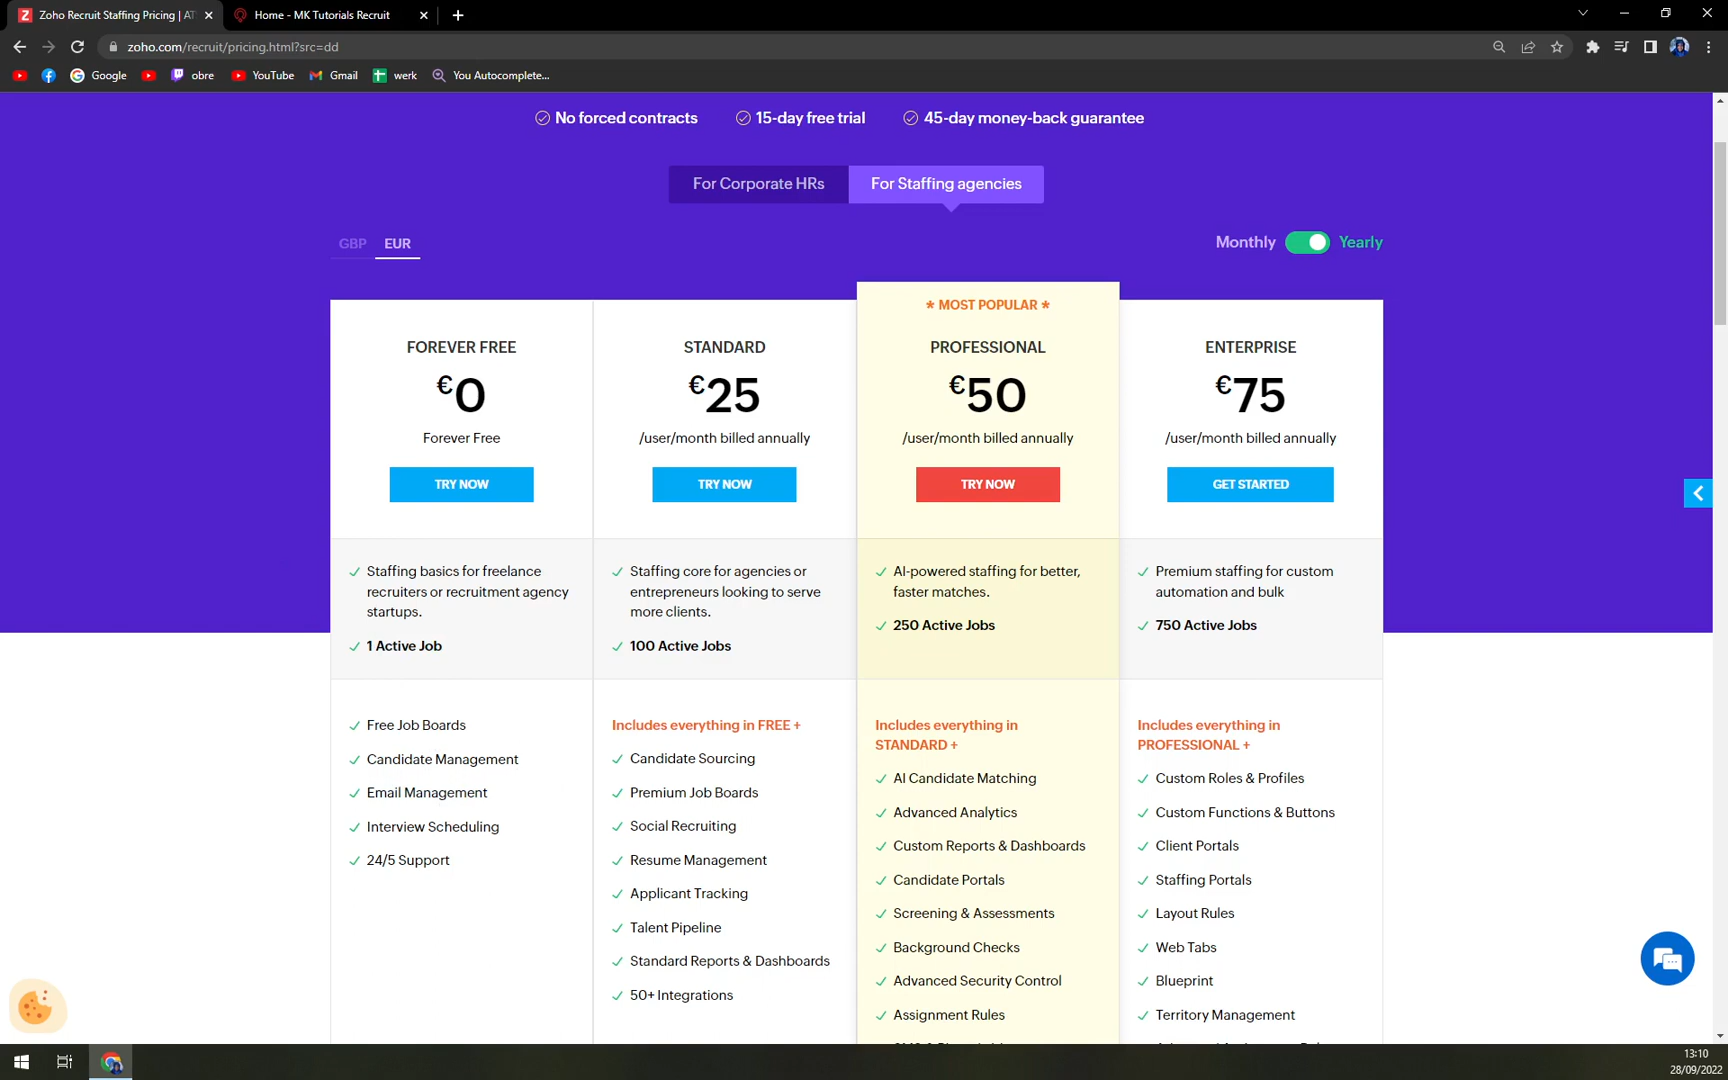 Zoho Recruit Staffing Pricing | AT
Home - MK Tutorials Recruit
zoho.com/recruit/pricing.html?src=dd
Google
obre
YouTube
Gmail
werk
You Autocomplete...
No forced contracts
15-day free trial
45-day money-back guarantee
For Corporate HRs
For Staffing agencies
GBP
EUR
Monthly
Yearly
* MOST POPULAR *
FOREVER FREE
STANDARD
PROFESSIONAL
ENTERPRISE
€0
€25
€50
€75
Forever Free
/user/month billed annually
/user/month billed annually
/user/month billed annually
TRY NOW
TRY NOW
TRY NOW
GET STARTED
Staffing basics for freelance
recruiters or recruitment agency
startups.
1 Active Job
Staffing core for agencies or
entrepreneurs looking to serve
more clients.
100 Active Jobs
AI-powered staffing for better,
faster matches.
250 Active Jobs
Premium staffing for custom
automation and bulk
750 Active Jobs
Free Job Boards
Candidate Management
Email Management
Interview Scheduling
24/5 Support
Includes everything in FREE +
Candidate Sourcing
Premium Job Boards
Social Recruiting
Resume Management
Applicant Tracking
Talent Pipeline
Standard Reports & Dashboards
50+ Integrations
Includes everything in
STANDARD +
AI Candidate Matching
Advanced Analytics
Custom Reports & Dashboards
Candidate Portals
Screening & Assessments
Background Checks
Advanced Security Control
Assignment Rules
Includes everything in
PROFESSIONAL +
Custom Roles & Profiles
Custom Functions & Buttons
Client Portals
Staffing Portals
Layout Rules
Web Tabs
Blueprint
Territory Management
13:10
28/09/2022